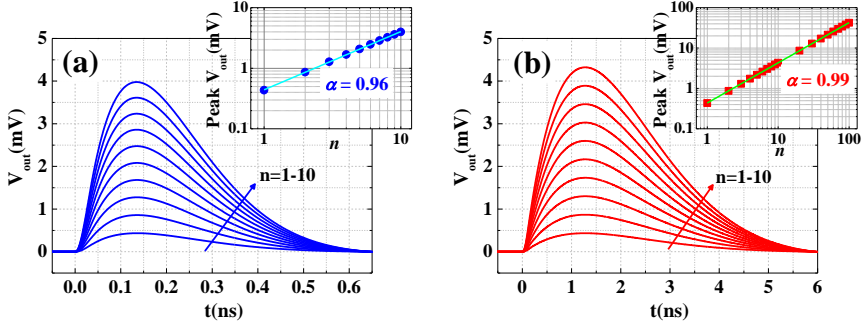 (a)
5
4
3
2
1
0
V_out(mV)
0.0 0.1 0.2 0.3 0.4 0.5 0.6
t(ns)
n=1-10
10
1
0.1
Peak V_out(mV)
1 10
n
α = 0.96
(b)
5
4
3
2
1
0
V_out(mV)
0 1 2 3 4 5 6
t(ns)
n=1-10
100
10
1
0.1
Peak V_out(mV)
1 10 100
n
α = 0.99